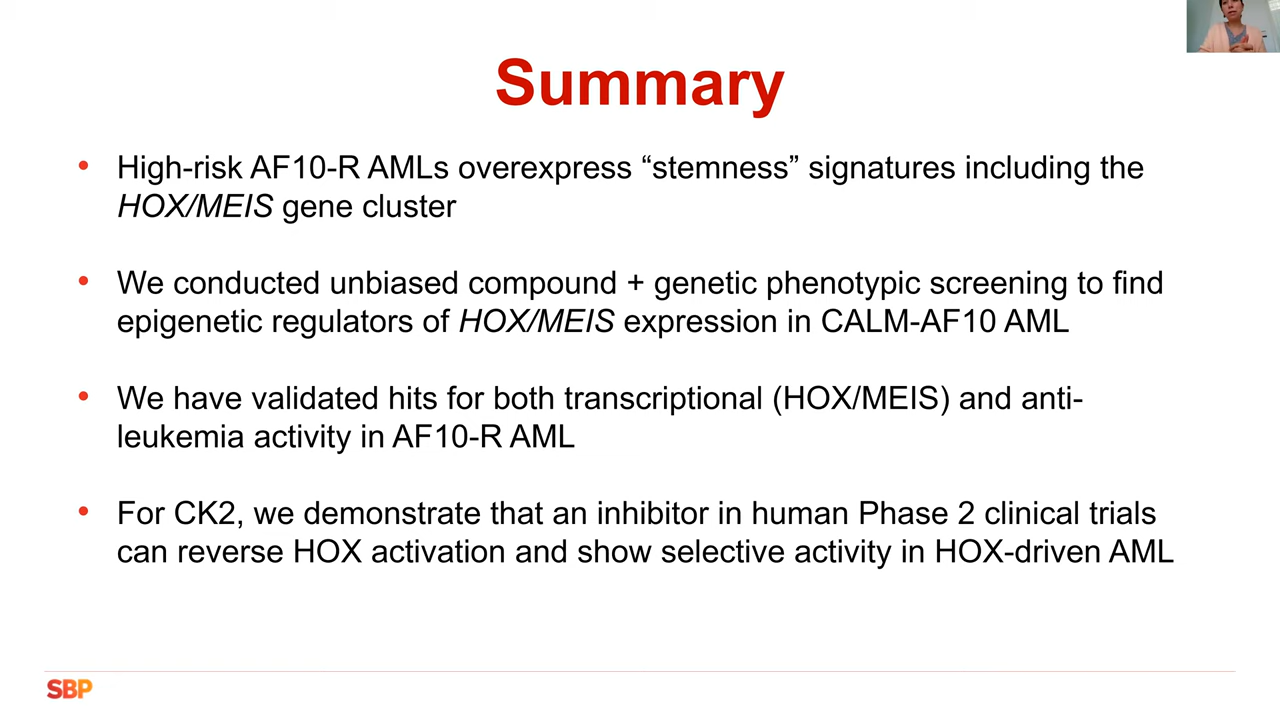 Summary
• High-risk AF10-R AMLs overexpress “stemness” signatures including the
HOX/MEIS gene cluster
• We conducted unbiased compound + genetic phenotypic screening to find
epigenetic regulators of HOX/MEIS expression in CALM-AF10 AML
• We have validated hits for both transcriptional (HOX/MEIS) and anti-
leukemia activity in AF10-R AML
• For CK2, we demonstrate that an inhibitor in human Phase 2 clinical trials
can reverse HOX activation and show selective activity in HOX-driven AML
SBP